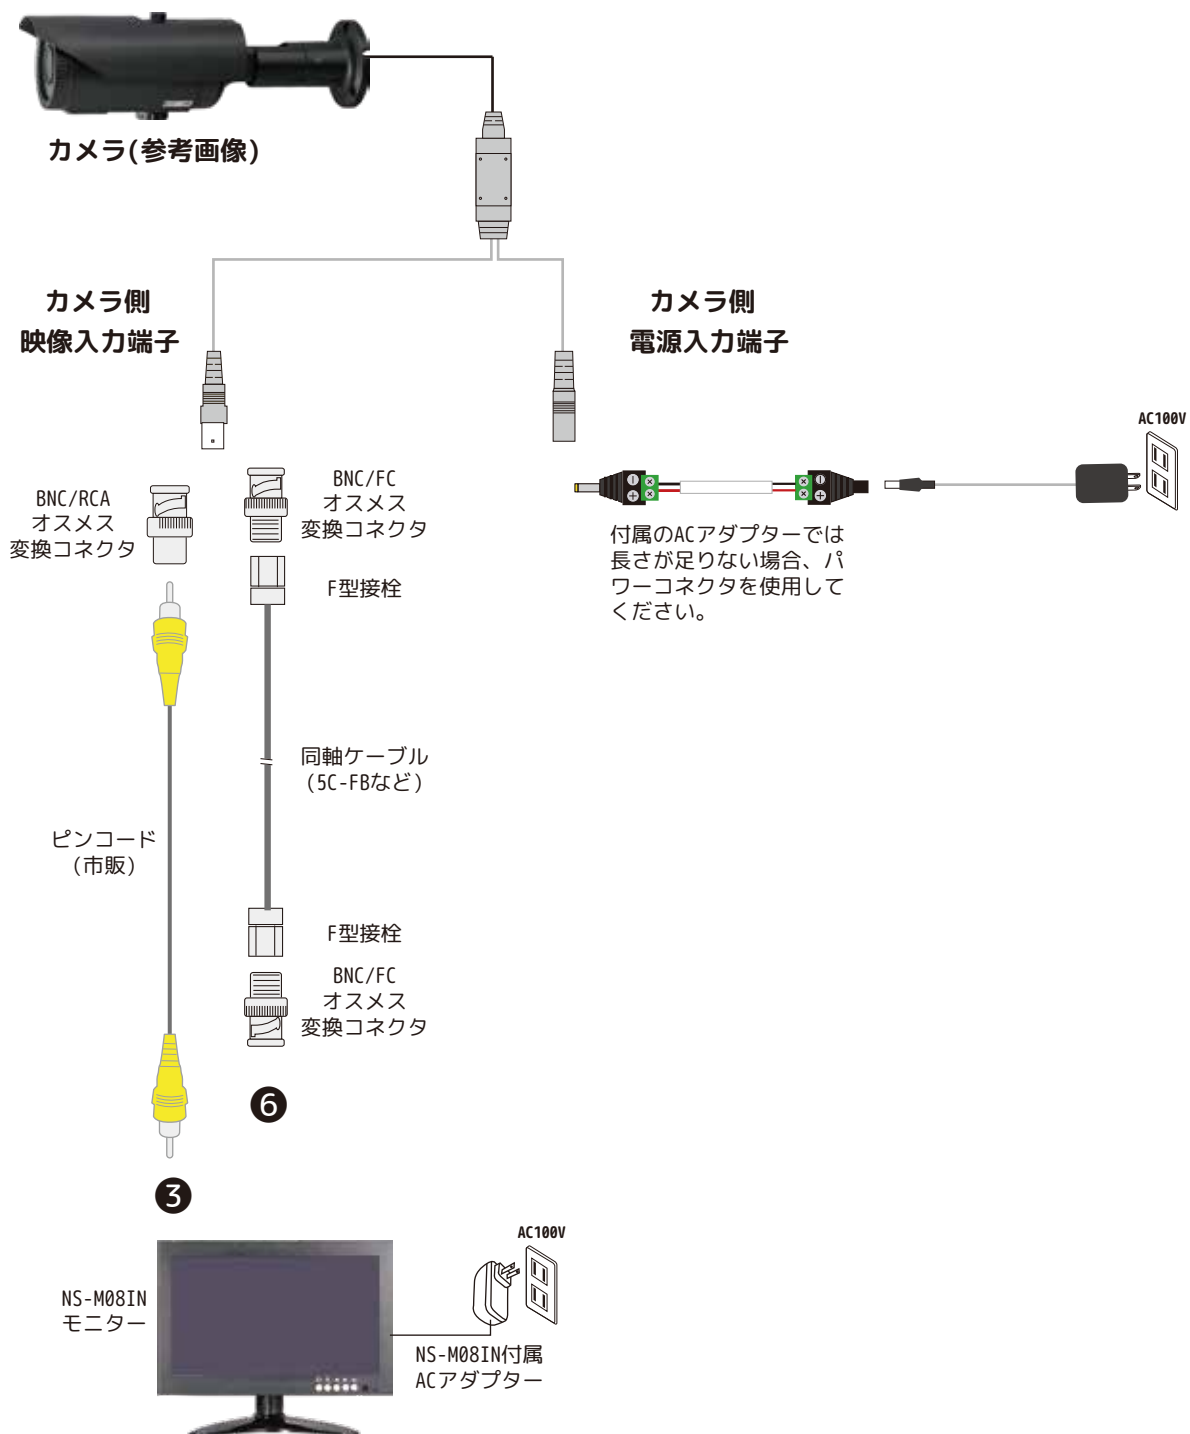 カメラ(参考画像)
カメラ側
映像入力端子
カメラ側
電源入力端子
AC100V
BNC/RCA
オスメス
変換コネクタ
BNC/FC
オスメス
変換コネクタ
F型接栓
付属のACアダプターでは
長さが足りない場合、パ
ワーコネクタを使用して
ください。
同軸ケーブル
(5C-FBなど)
ピンコード
(市販)
F型接栓
BNC/FC
オスメス
変換コネクタ
❻
❸
AC100V
NS-M08IN
モニター
NS-M08IN付属
ACアダプター